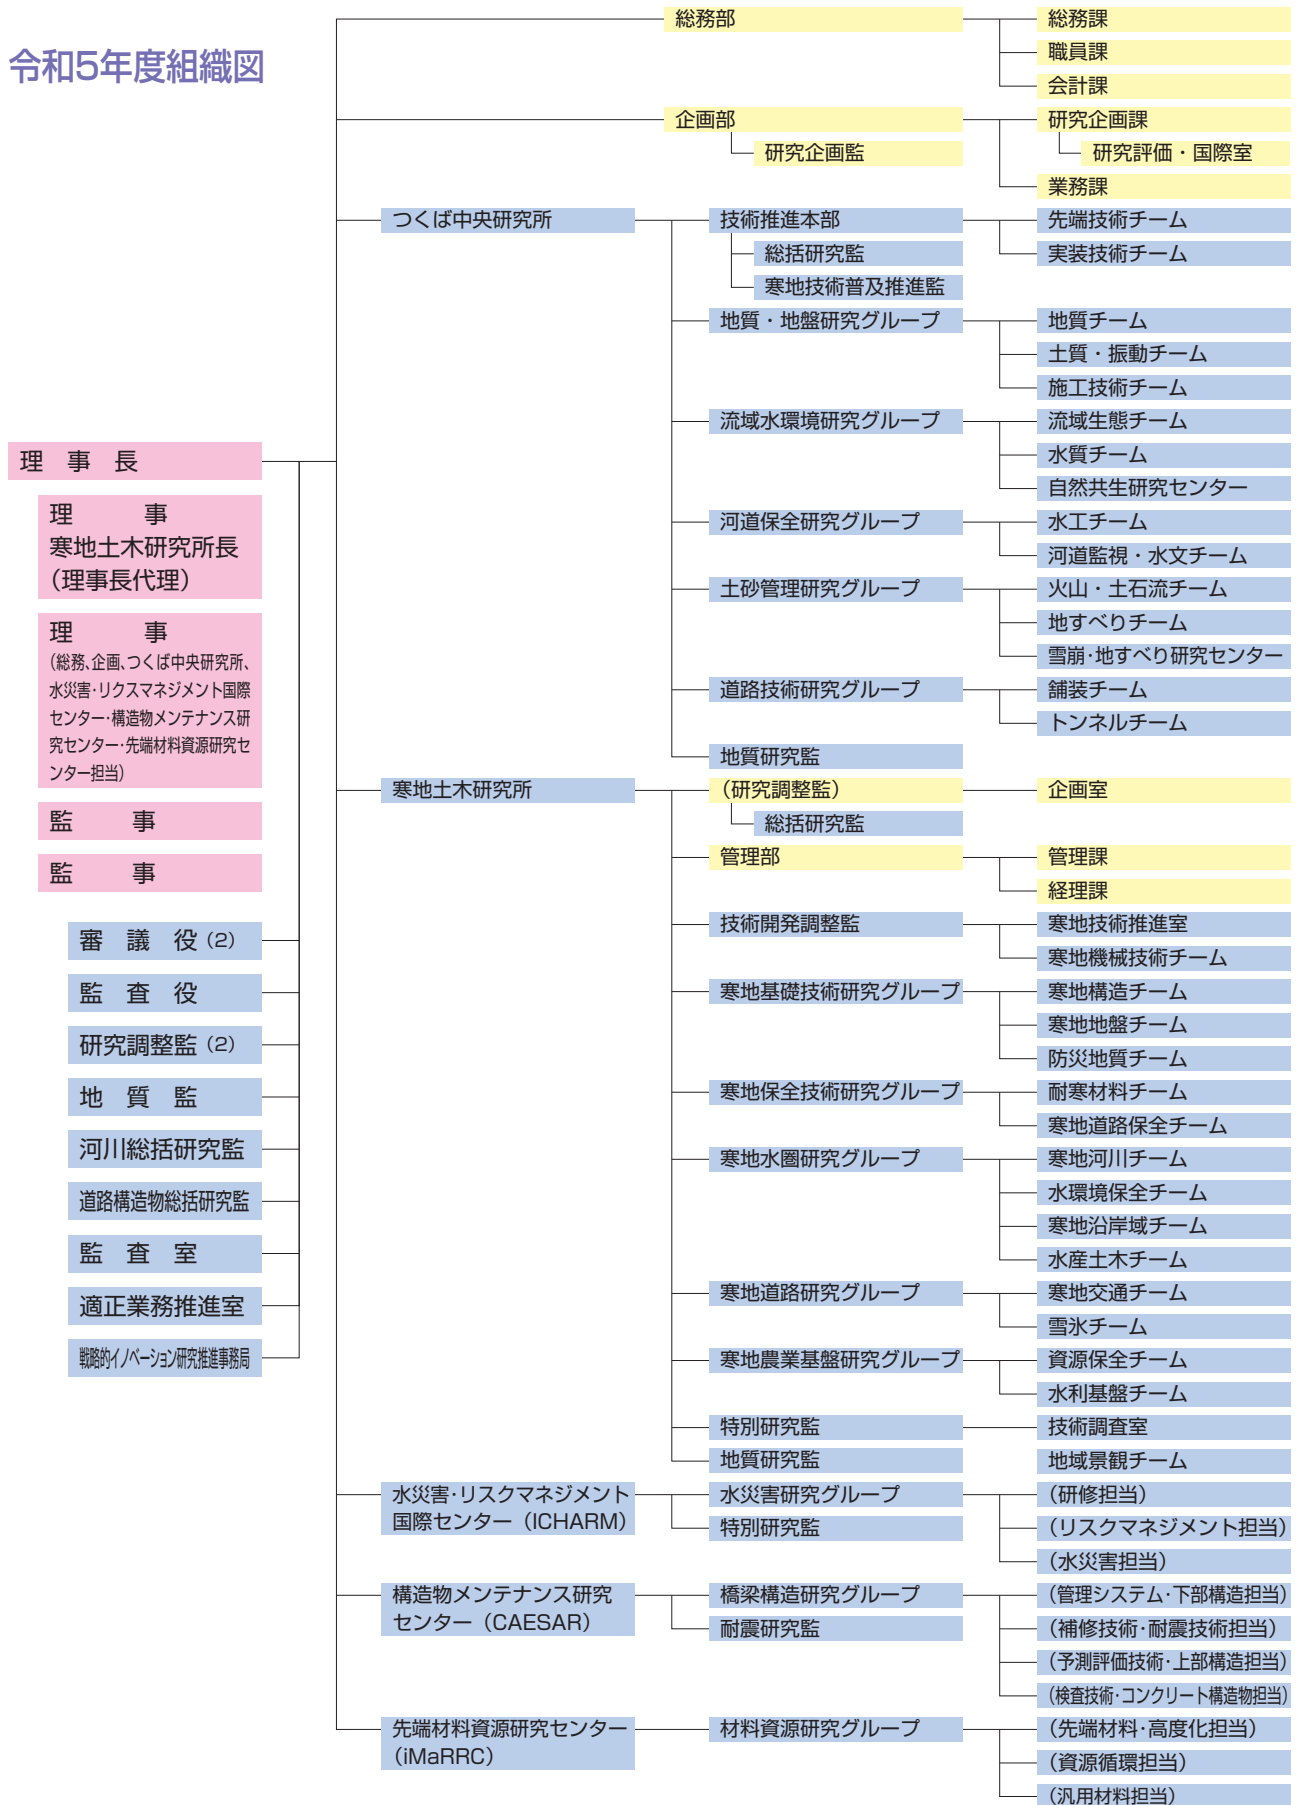 令和5年度組織図
理事長
理事
寒地土木研究所長
(理事長代理)
理事
(総務、企画、つくば中央研究所、
水災害・リクスマネジメント国際
センター・構造物メンテナンス研
究センター・先端材料資源研究セ
ンター担当)
監事
監事
審議役(2)
監査役
研究調整監(2)
地質監
河川総括研究監
道路構造物総括研究監
監査室
適正業務推進室
戦略的イノベーション研究推進事務局
総務部
総務課
職員課
会計課
企画部
研究企画監
研究企画課
研究評価・国際室
業務課
つくば中央研究所
技術推進本部
総括研究監
寒地技術普及推進監
先端技術チーム
実装技術チーム
地質・地盤研究グループ
地質チーム
土質・振動チーム
施工技術チーム
流域水環境研究グループ
流域生態チーム
水質チーム
自然共生研究センター
河道保全研究グループ
水工チーム
河道監視・水文チーム
土砂管理研究グループ
火山・土石流チーム
地すべりチーム
雪崩・地すべり研究センター
道路技術研究グループ
舗装チーム
トンネルチーム
地質研究監
寒地土木研究所
(研究調整監)
総括研究監
企画室
管理部
管理課
経理課
技術開発調整監
寒地技術推進室
寒地機械技術チーム
寒地基礎技術研究グループ
寒地構造チーム
寒地地盤チーム
防災地質チーム
寒地保全技術研究グループ
耐寒材料チーム
寒地道路保全チーム
寒地水圏研究グループ
寒地河川チーム
水環境保全チーム
寒地沿岸域チーム
水産土木チーム
寒地道路研究グループ
寒地交通チーム
雪氷チーム
寒地農業基盤研究グループ
資源保全チーム
水利基盤チーム
特別研究監
技術調査室
地質研究監
地域景観チーム
水災害・リスクマネジメント
国際センター(ICHARM)
水災害研究グループ
特別研究監
(研修担当)
(リスクマネジメント担当)
(水災害担当)
構造物メンテナンス研究
センター(CAESAR)
橋梁構造研究グループ
耐震研究監
(管理システム・下部構造担当)
(補修技術・耐震技術担当)
(予測評価技術・上部構造担当)
(検査技術・コンクリート構造物担当)
先端材料資源研究センター
(iMaRRC)
材料資源研究グループ
(先端材料・高度化担当)
(資源循環担当)
(汎用材料担当)